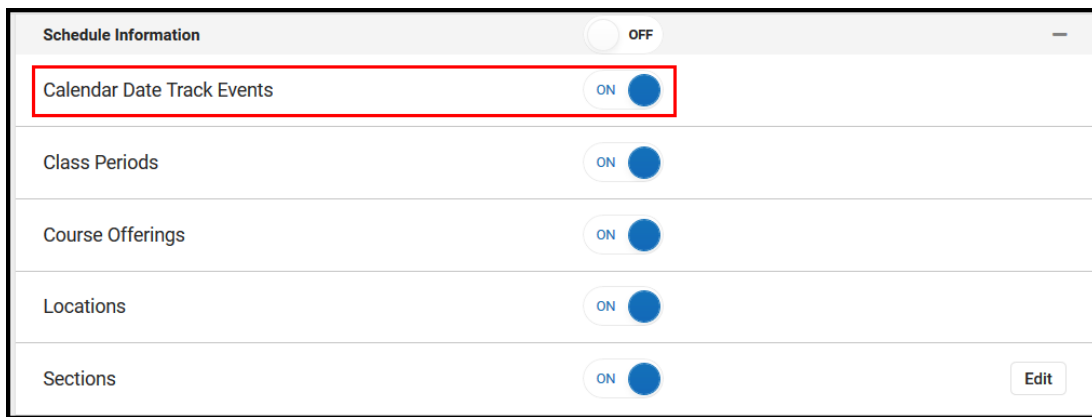 Schedule Information OFF
Calendar Date Track Events ON
Class Periods ON
Course Offerings ON
Locations ON
Sections ON Edit